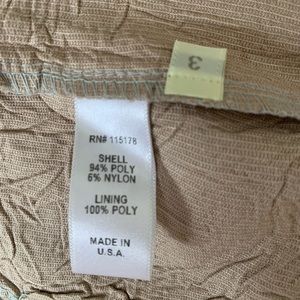 3
RN# 115178
SHELL
94% POLY
6% NYLON
LINING
100% POLY
MADE IN
U.S.A.